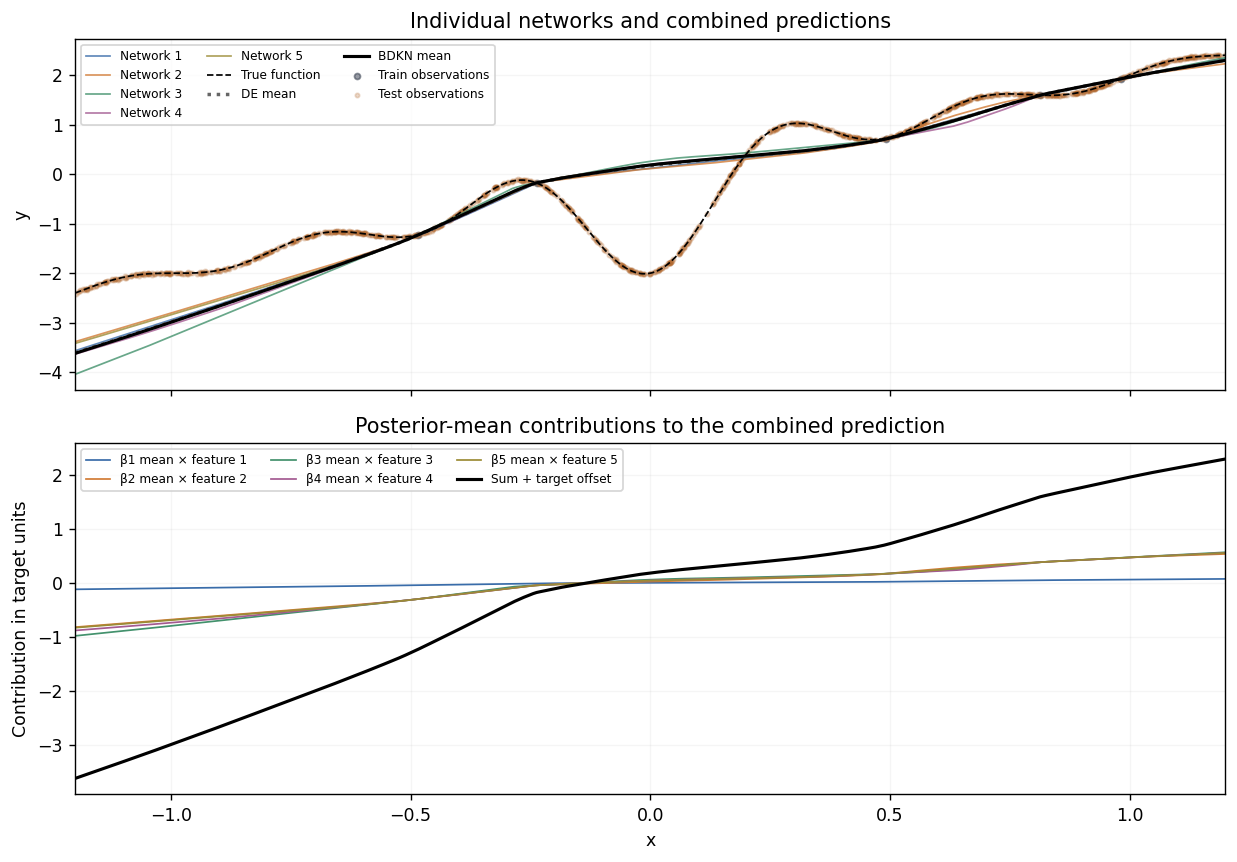 Individual networks and combined predictions
Network 1
Network 2
Network 3
Network 4
Network 5
True function
DE mean
BDKN mean
Train observations
Test observations
y
2
1
0
−1
−2
−3
−4
Posterior-mean contributions to the combined prediction
β1 mean × feature 1
β2 mean × feature 2
β3 mean × feature 3
β4 mean × feature 4
β5 mean × feature 5
Sum + target offset
Contribution in target units
2
1
0
−1
−2
−3
−1.0
−0.5
0.0
0.5
1.0
x